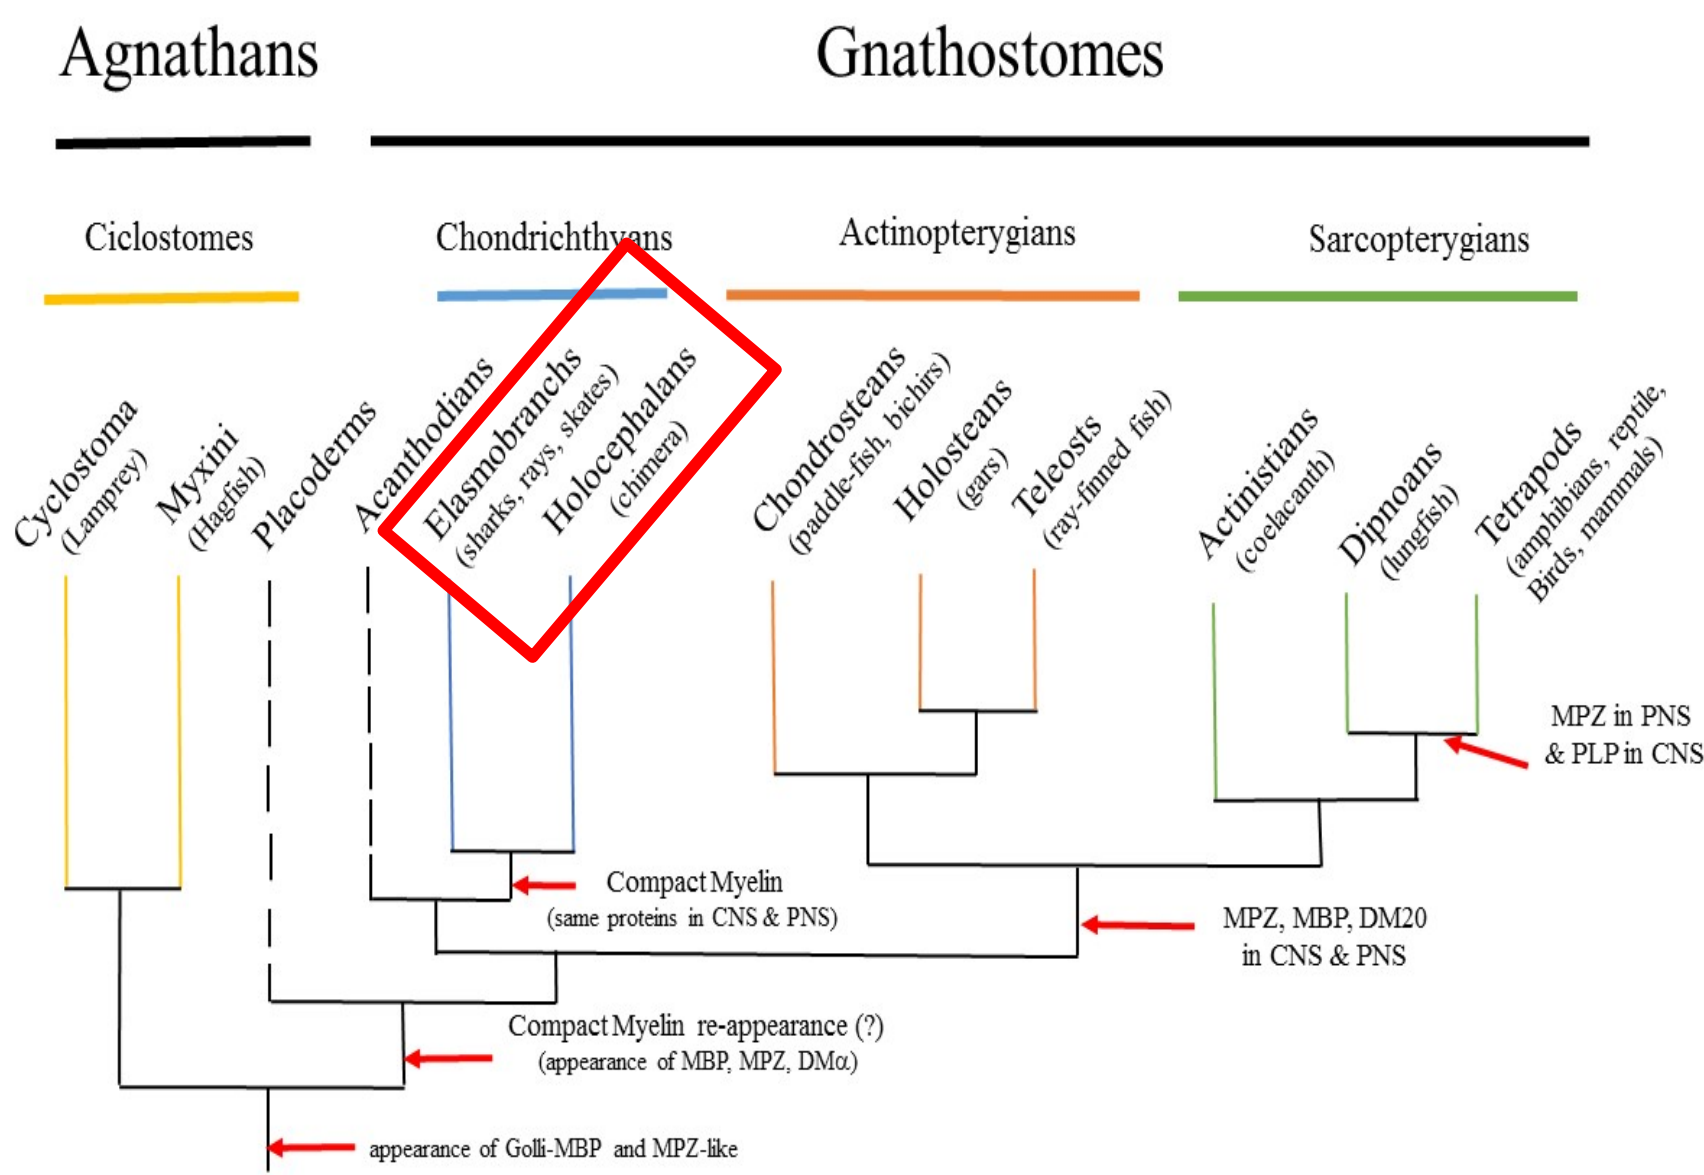 Agnathans
Gnathostomes
Ciclostomes
Chondrichthyans
Actinopterygians
Sarcopterygians
Cyclostoma
(Lamprey)
Myxini
(Hagfish)
Placoderms
Acanthodians
Elasmobranchs
(sharks, rays, skates)
Holocephalans
(chimera)
Chondrosteans
(paddle-fish, bichirs)
Holosteans
(gars)
Teleosts
(ray-finned fish)
Actinistians
(coelacanth)
Dipnoans
(lungfish)
Tetrapods
(amphibians, reptile,
Birds, mammals)
MPZ in PNS
& PLP in CNS
Compact Myelin
(same proteins in CNS & PNS)
MPZ, MBP, DM20
in CNS & PNS
Compact Myelin re-appearance (?)
(appearance of MBP, MPZ, DMα)
appearance of Golli-MBP and MPZ-like